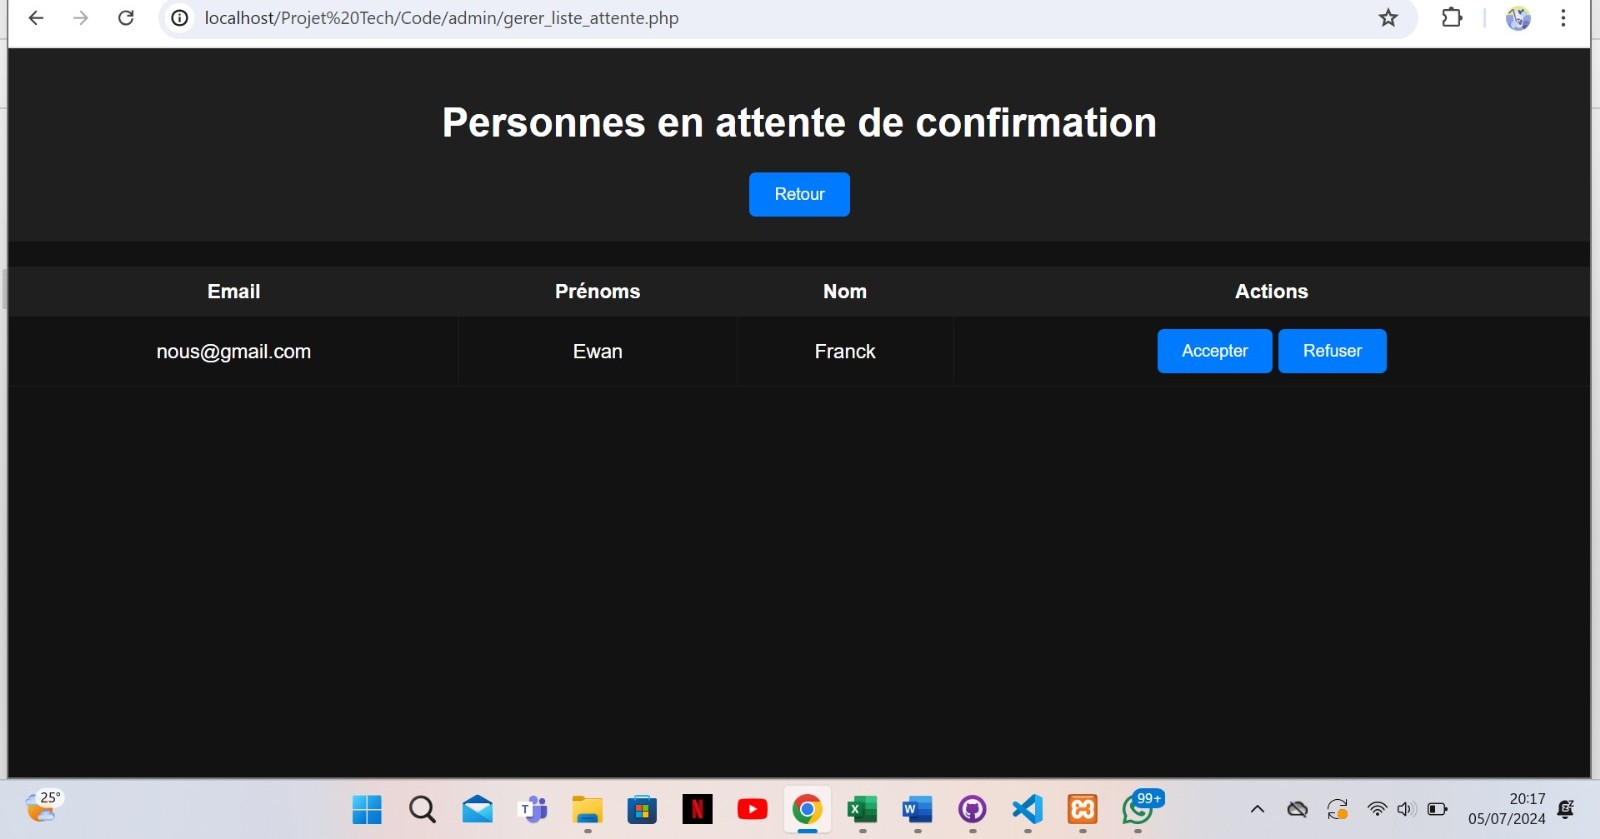 localhost/Projet%20Tech/Code/admin/gerer_liste_attente.php
Personnes en attente de confirmation
Retour
Email Prénoms Nom Actions
nous@gmail.com Ewan Franck Accepter Refuser
25°
99+
20:17
05/07/2024